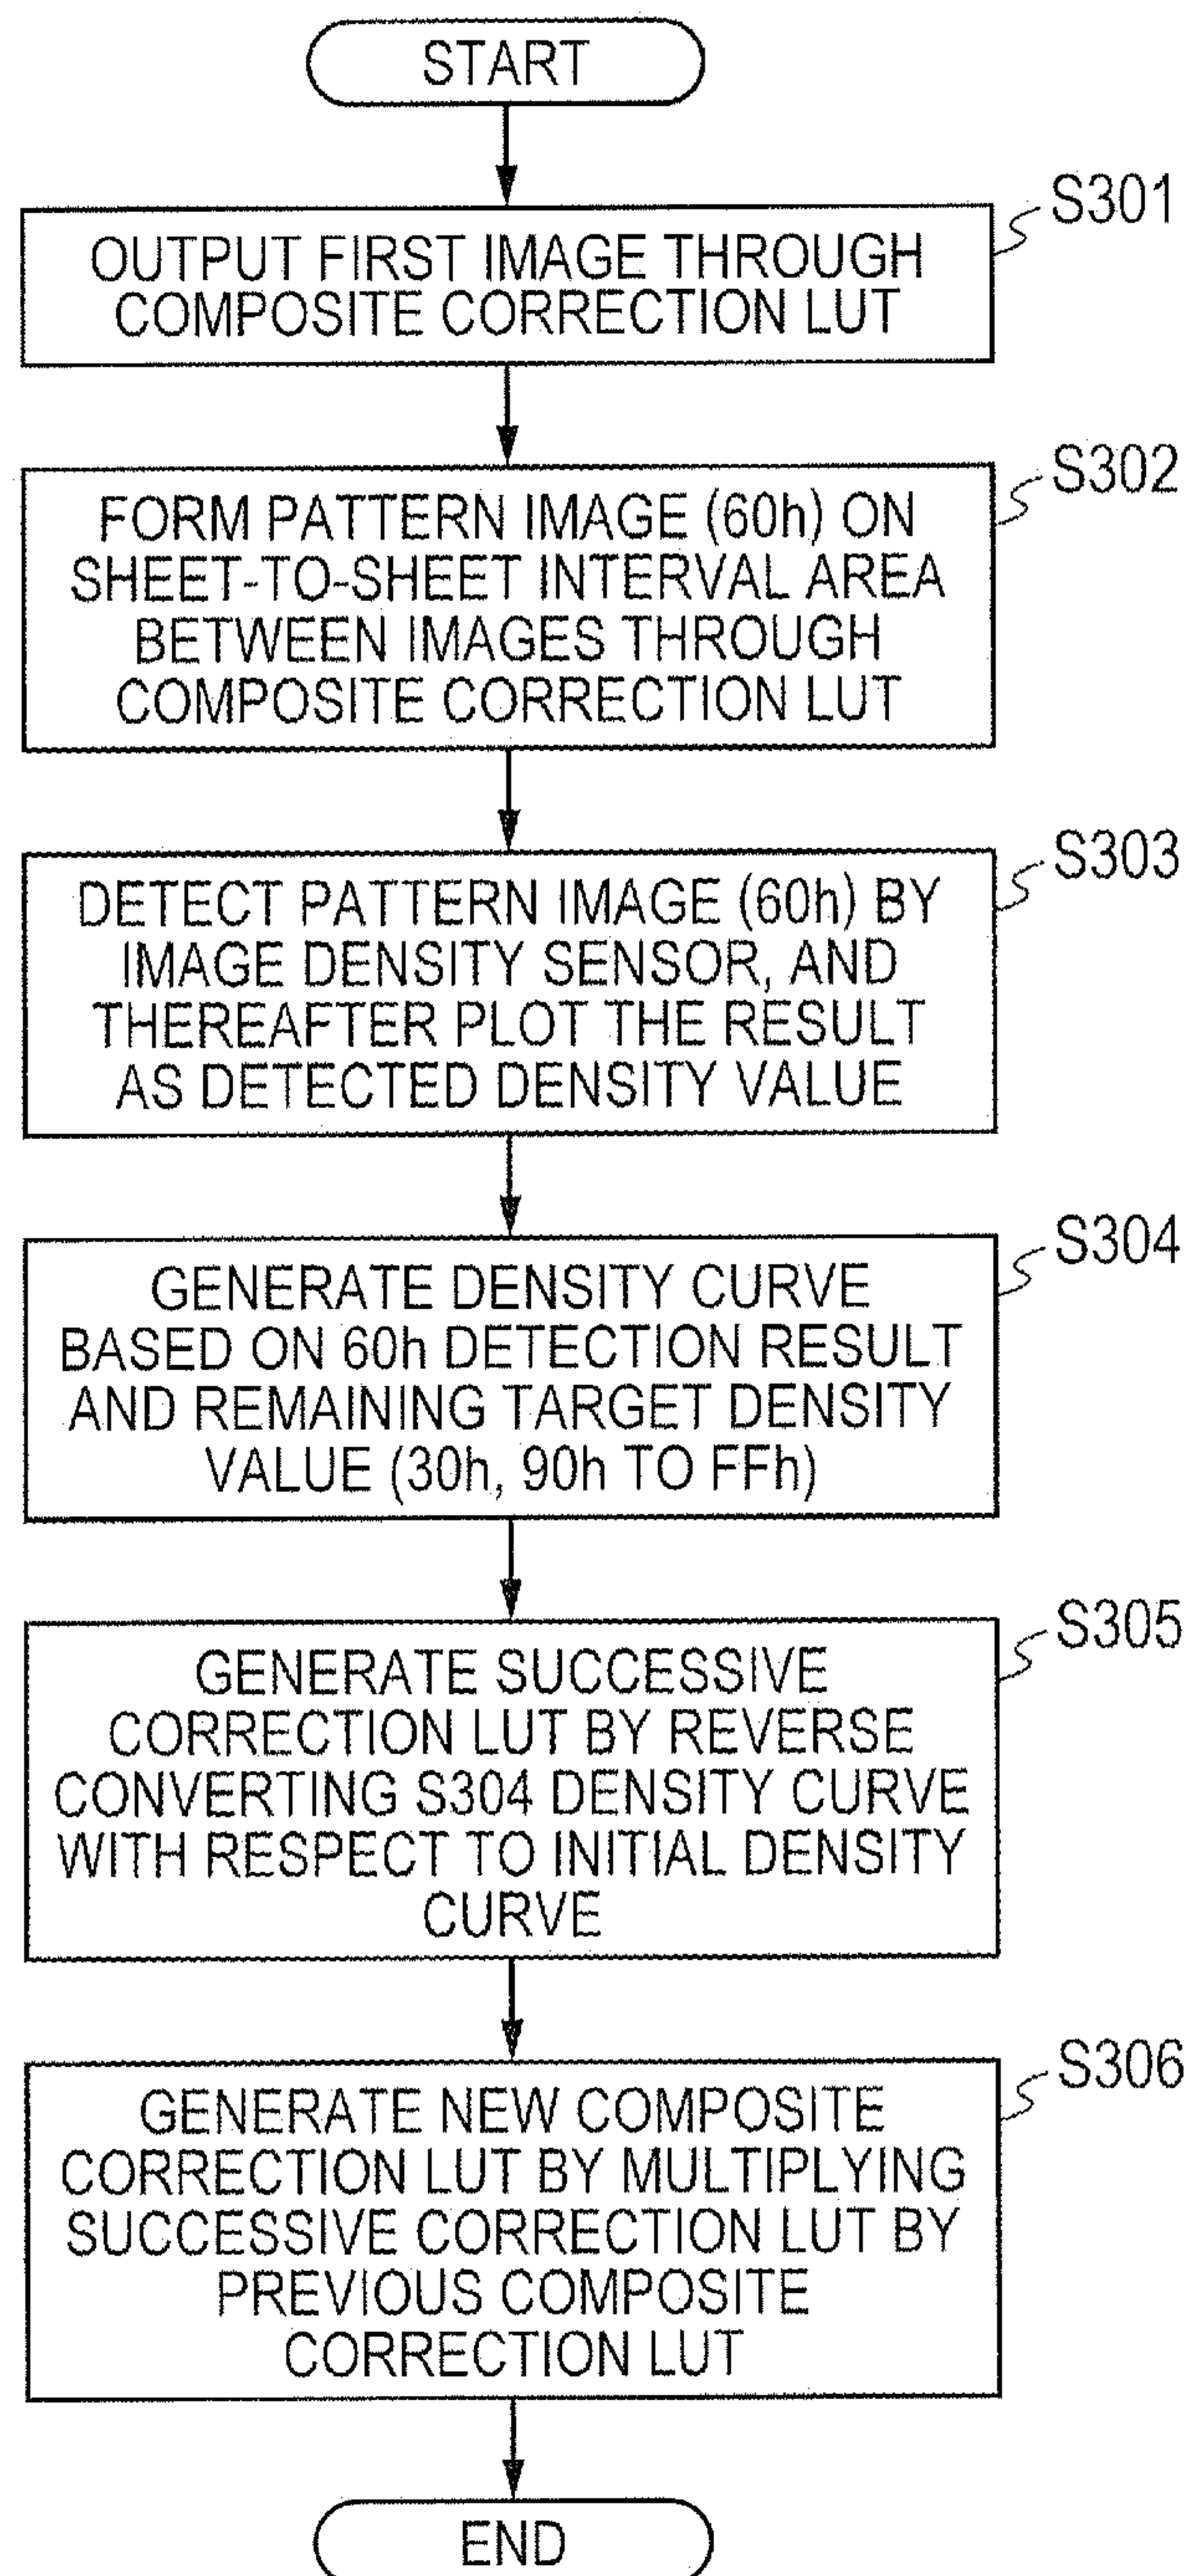 START
S301
OUTPUT FIRST IMAGE THROUGH
COMPOSITE CORRECTION LUT
S302
FORM PATTERN IMAGE (60h) ON
SHEET-TO-SHEET INTERVAL AREA
BETWEEN IMAGES THROUGH
COMPOSITE CORRECTION LUT
S303
DETECT PATTERN IMAGE (60h) BY
IMAGE DENSITY SENSOR, AND
THEREAFTER PLOT THE RESULT
AS DETECTED DENSITY VALUE
S304
GENERATE DENSITY CURVE
BASED ON 60h DETECTION RESULT
AND REMAINING TARGET DENSITY
VALUE (30h, 90h TO FFh)
S305
GENERATE SUCCESSIVE
CORRECTION LUT BY REVERSE
CONVERTING S304 DENSITY CURVE
WITH RESPECT TO INITIAL DENSITY
CURVE
S306
GENERATE NEW COMPOSITE
CORRECTION LUT BY MULTIPLYING
SUCCESSIVE CORRECTION LUT BY
PREVIOUS COMPOSITE
CORRECTION LUT
END